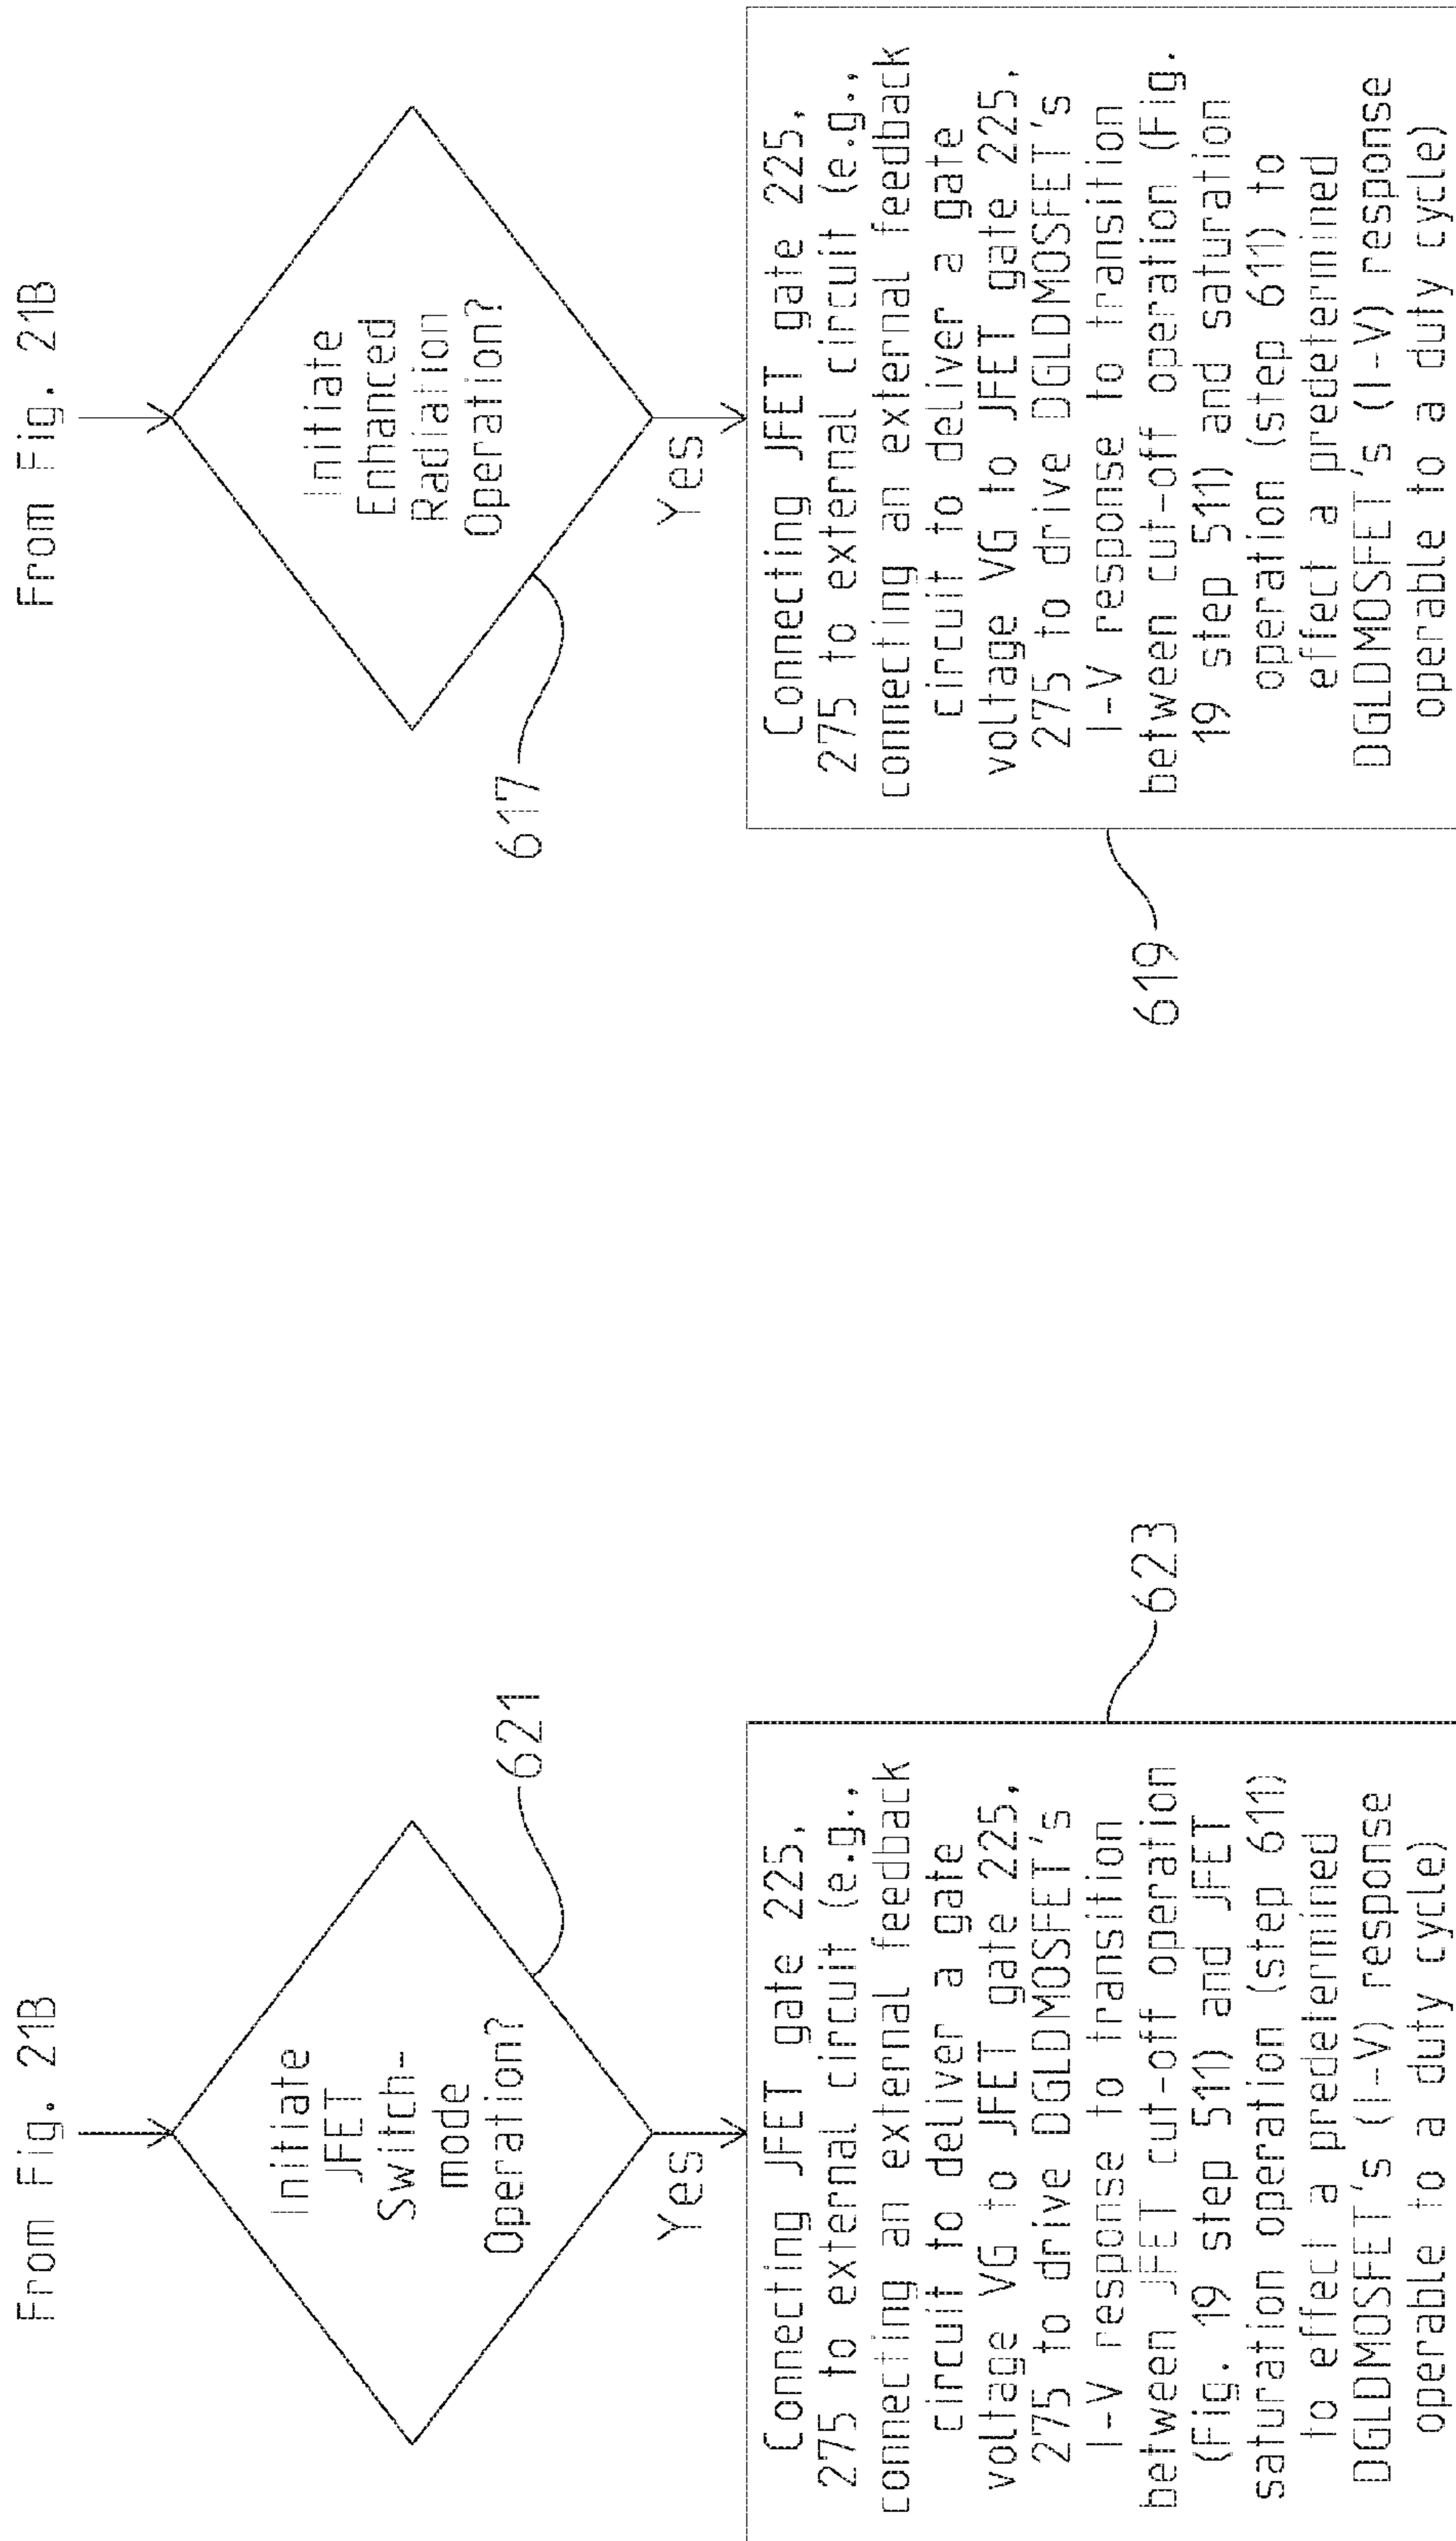 From Fig. 21B
Initiate
JFET
Switch-
mode
Operation?
621
Yes
Connecting JFET gate 225,
275 to external circuit (e.g.,
connecting an external feedback
circuit to deliver a gate
voltage VG to JFET gate 225,
275 to drive DGLDMOSFET's
I-V response to transition
between JFET cut-off operation
(Fig. 19 step 511) and JFET
saturation operation (step 611)
to effect a predetermined
DGLDMOSFET's (I-V) response
operable to a duty cycle)
623
From Fig. 21B
Initiate
Enhanced
Radiation
Operation?
617
Yes
Connecting JFET gate 225,
275 to external circuit (e.g.,
connecting an external feedback
circuit to deliver a gate
voltage VG to JFET gate 225,
275 to drive DGLDMOSFET's
I-V response to transition
between cut-off operation (Fig.
19 step 511) and saturation
operation (step 611) to
effect a predetermined
DGLDMOSFET's (I-V) response
operable to a duty cycle)
619